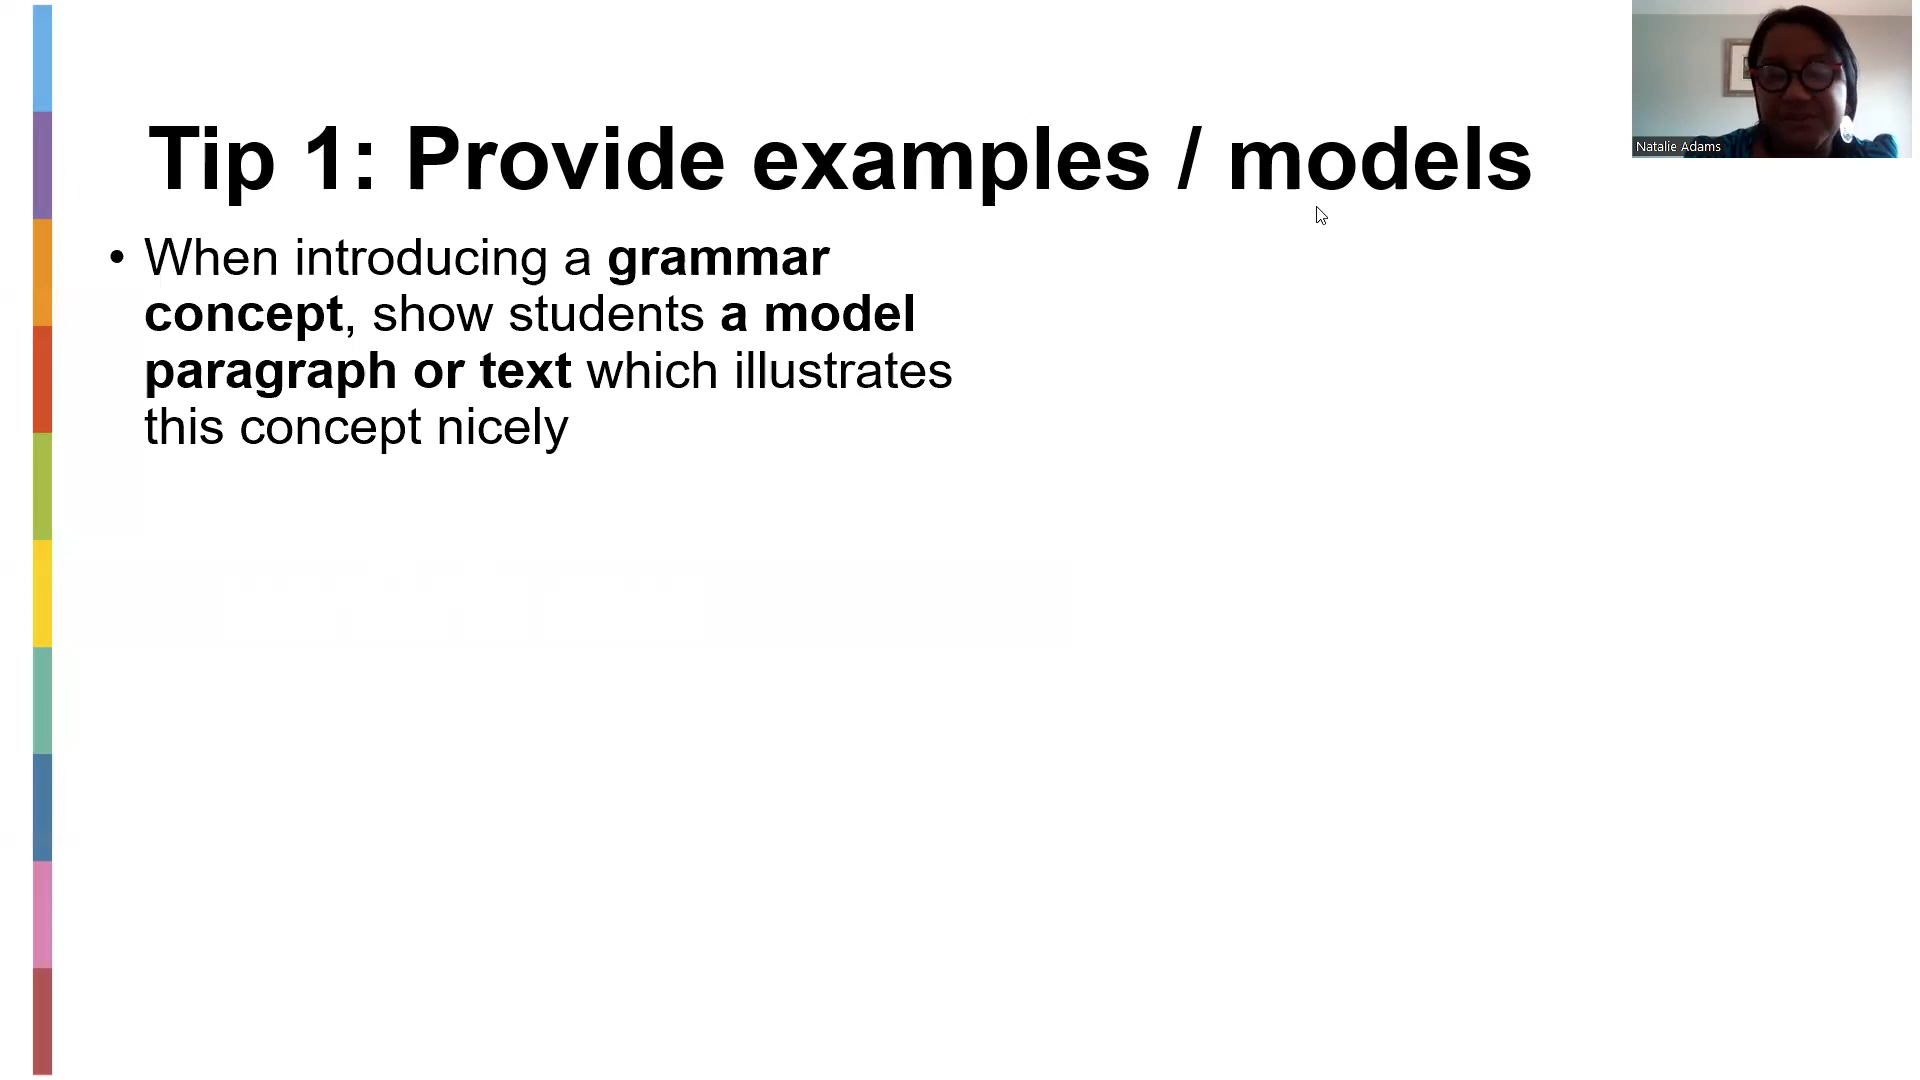 Tip 1: Provide examples / models
• When introducing a grammar
concept, show students a model
paragraph or text which illustrates
this concept nicely
Natalie Adams